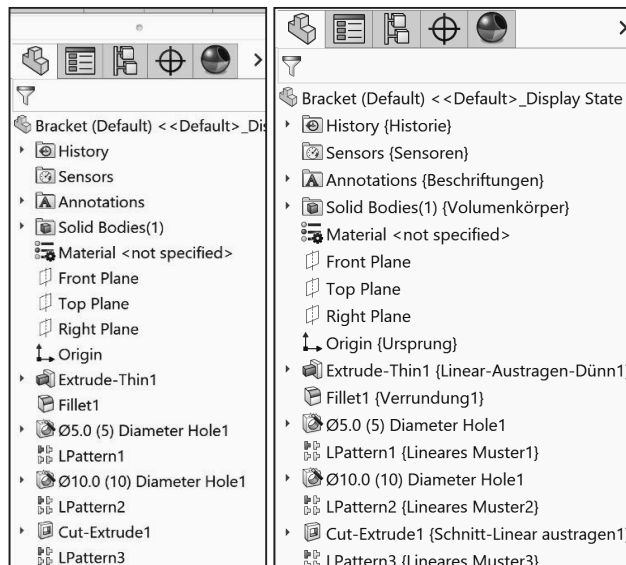 Bracket (Default) <<Default>_Dis
History
Sensors
Annotations
Solid Bodies(1)
Material <not specified>
Front Plane
Top Plane
Right Plane
Origin
Extrude-Thin1
Fillet1
Ø5.0 (5) Diameter Hole1
LPattern1
Ø10.0 (10) Diameter Hole1
LPattern2
Cut-Extrude1
LPattern3
Bracket (Default) <<Default>_Display State
History {Historie}
Sensors {Sensoren}
Annotations {Beschriftungen}
Solid Bodies(1) {Volumenkörper}
Material <not specified>
Front Plane
Top Plane
Right Plane
Origin {Ursprung}
Extrude-Thin1 {Linear-Austragen-Dünn1}
Fillet1 {Verrundung1}
Ø5.0 (5) Diameter Hole1
LPattern1 {Lineares Muster1}
Ø10.0 (10) Diameter Hole1
LPattern2 {Lineares Muster2}
Cut-Extrude1 {Schnitt-Linear austragen1}
LPattern3 {Lineares Muster3}